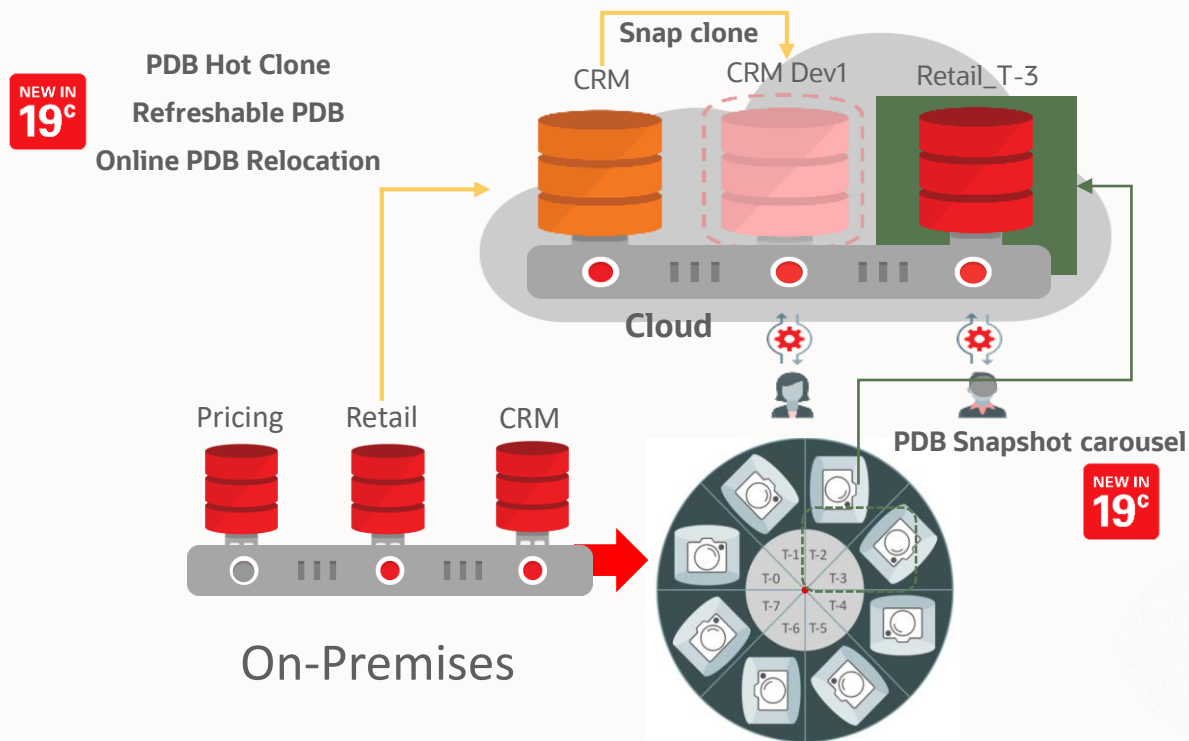 Snap clone
PDB Hot Clone
Refreshable PDB
Online PDB Relocation
NEW IN
19c
CRM
CRM Dev1
Retail_T-3
Cloud
Pricing
Retail
CRM
On-Premises
PDB Snapshot carousel
NEW IN
19c
T-1 T-2
T-0 T-3
T-7 T-4
T-6 T-5